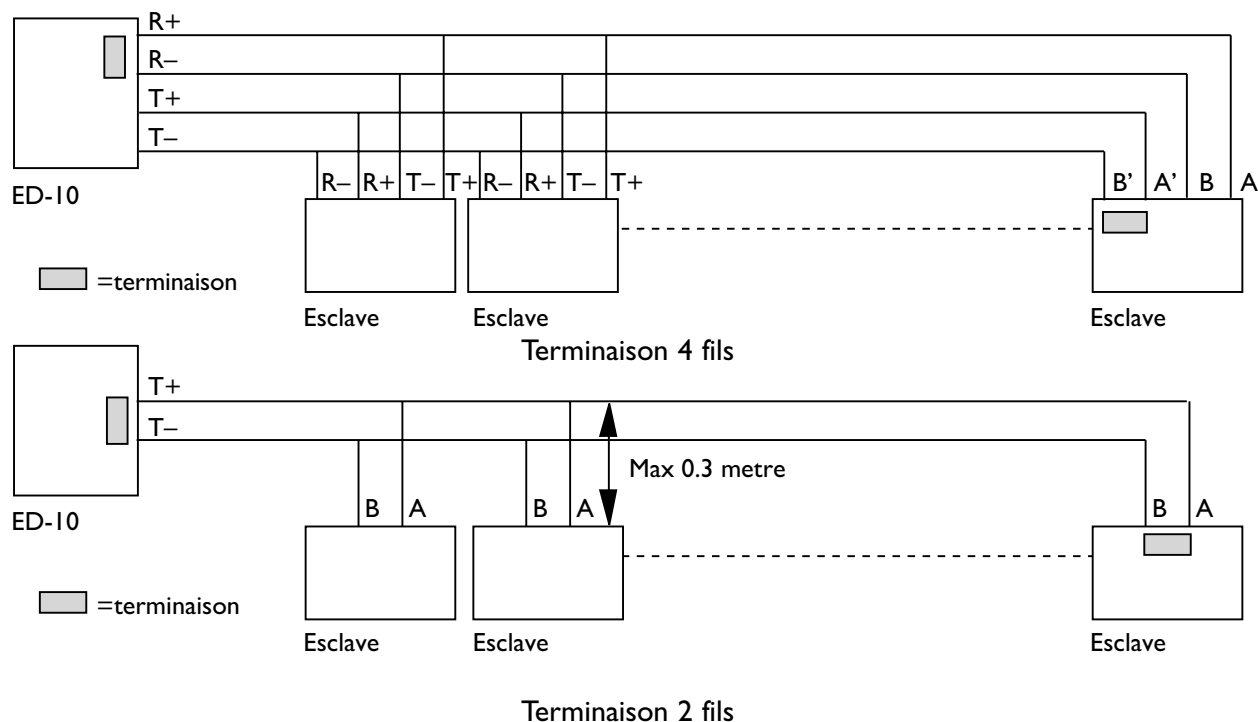 R+
R–
T+
T–
ED-10
R– R+ T– T+ R– R+ T– T+ B' A' B A
=terminaison
Esclave Esclave Esclave
Terminaison 4 fils
T+
T–
Max 0.3 metre
ED-10
B A B A B A
=terminaison
Esclave Esclave Esclave
Terminaison 2 fils